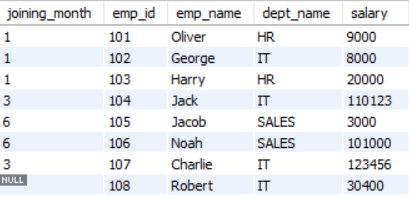 joining_month emp_id emp_name dept_name salary
1 101 Oliver HR 9000
1 102 George IT 8000
1 103 Harry HR 20000
3 104 Jack IT 110123
6 105 Jacob SALES 3000
6 106 Noah SALES 101000
3 107 Charlie IT 123456
NULL 108 Robert IT 30400